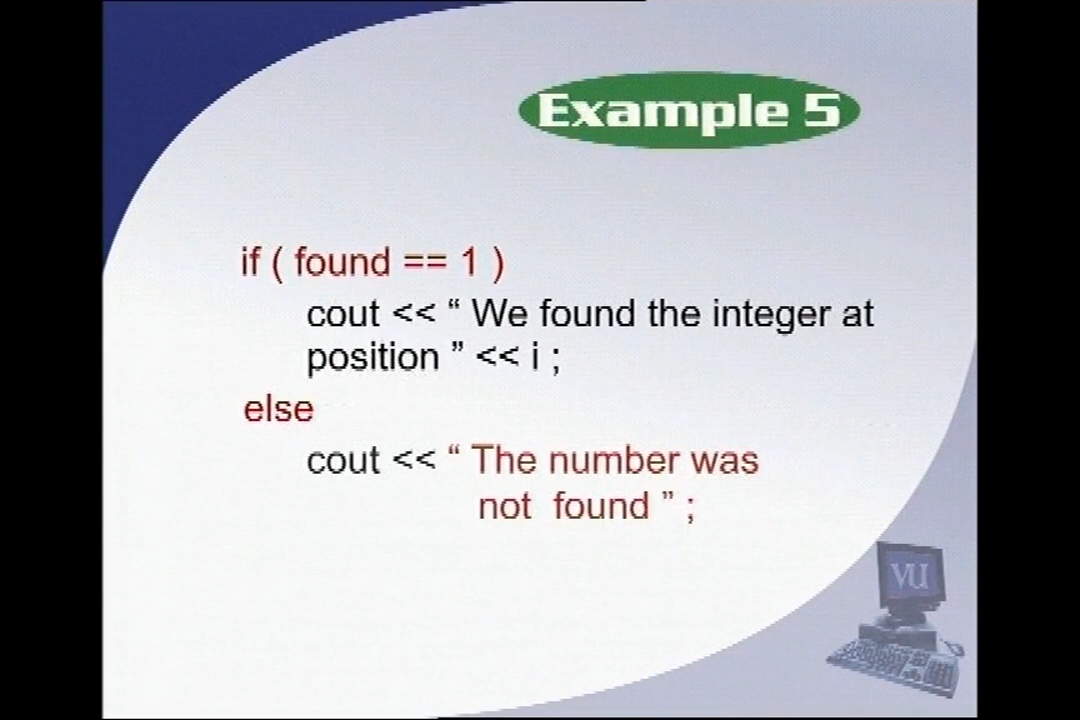 Example 5
if ( found == 1 )
cout << “ We found the integer at
position ” << i ;
else
cout << “ The number was
not found ” ;
VU